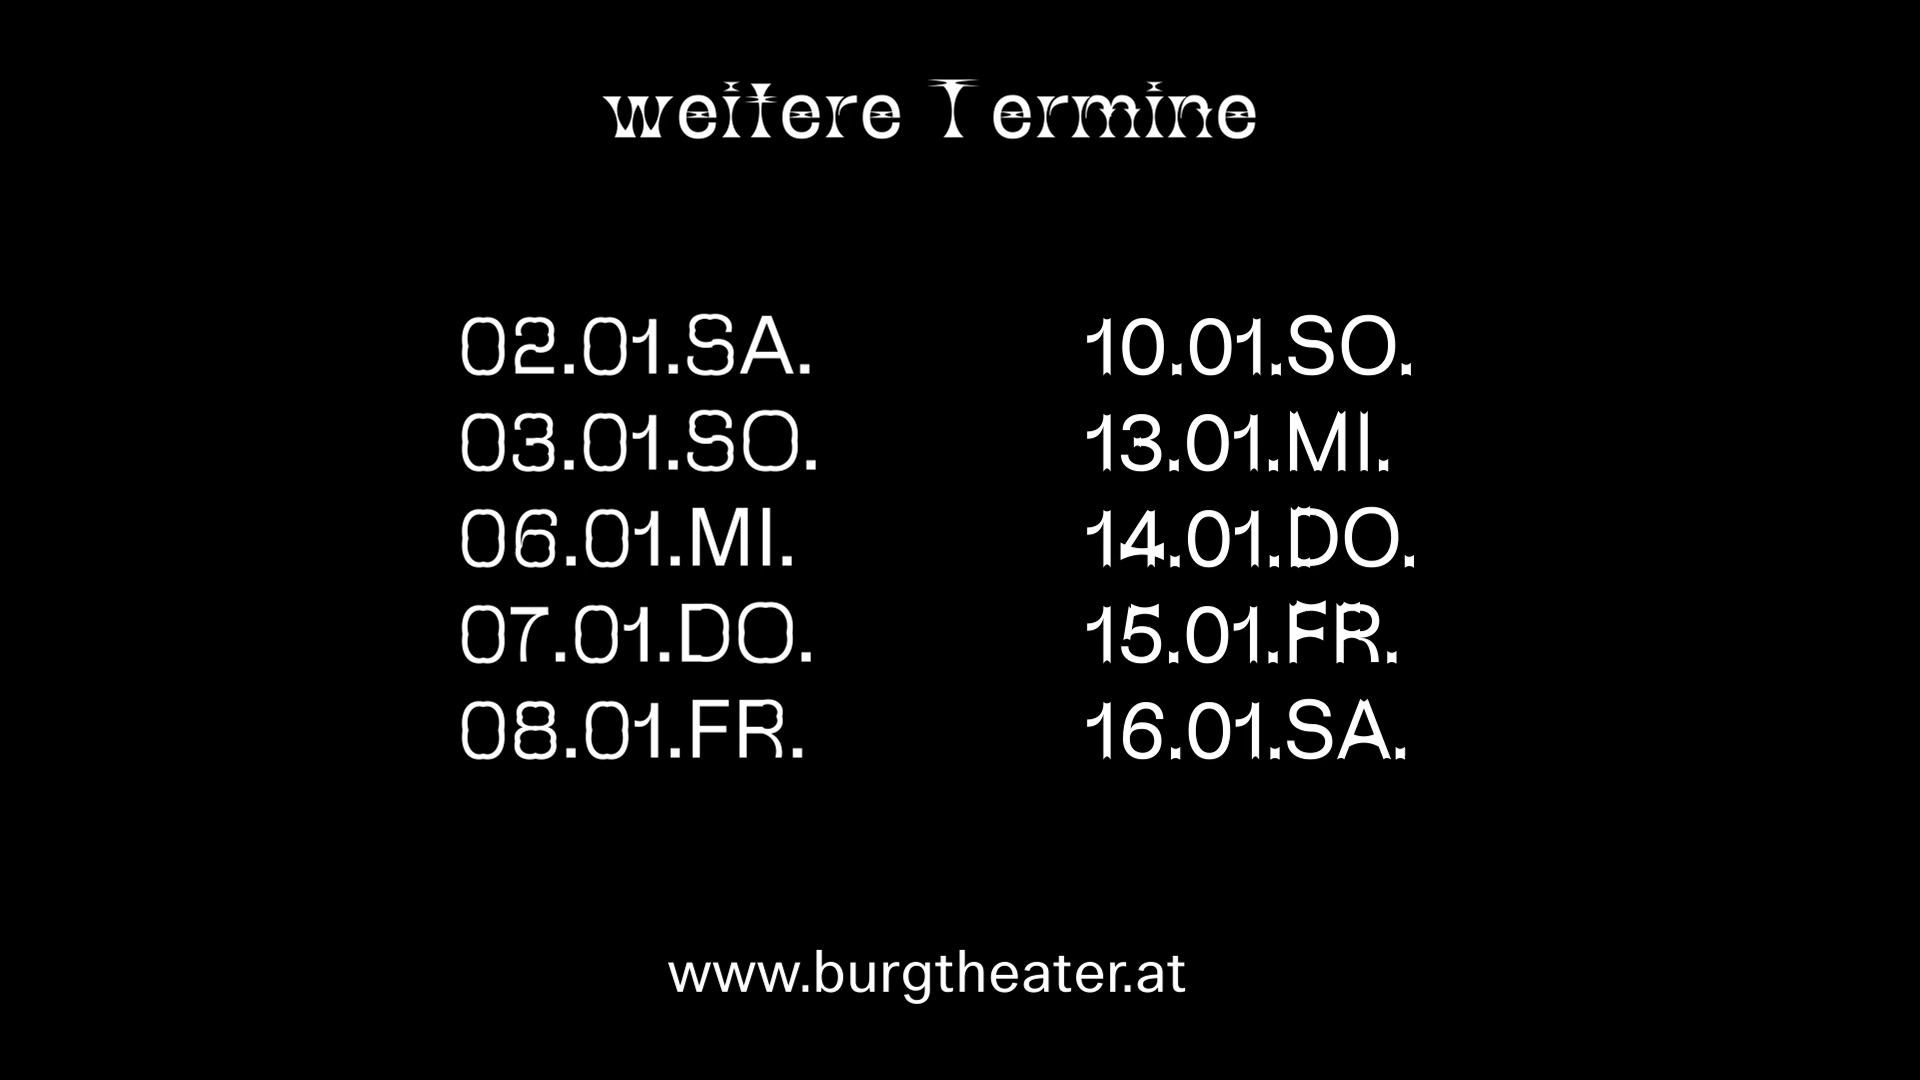 weitere Termine
02.01.SA.
03.01.SO.
06.01.MI.
07.01.DO.
08.01.FR.
10.01.SO.
13.01.MI.
14.01.DO.
15.01.FR.
16.01.SA.
www.burgtheater.at